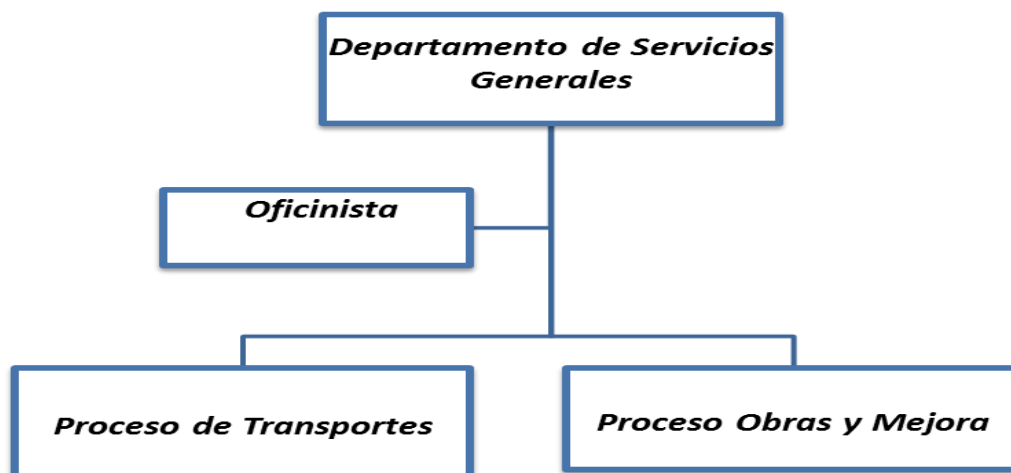 Departamento de Servicios
Generales
Oficinista
Proceso de Transportes
Proceso Obras y Mejora